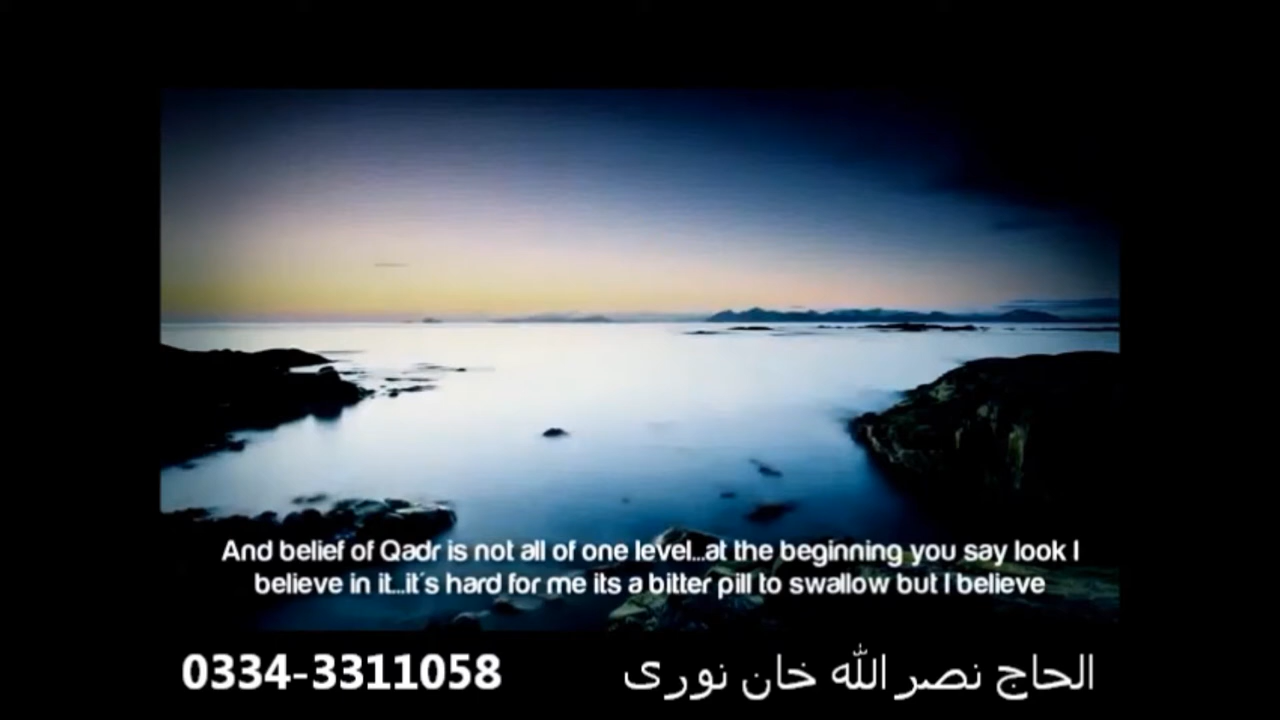 And belief of Qadr is not all of one level...at the beginning you say look I
believe in it...it´s hard for me its a bitter pill to swallow but I believe
0334-3311058 الحاج نصر الله خان نوری